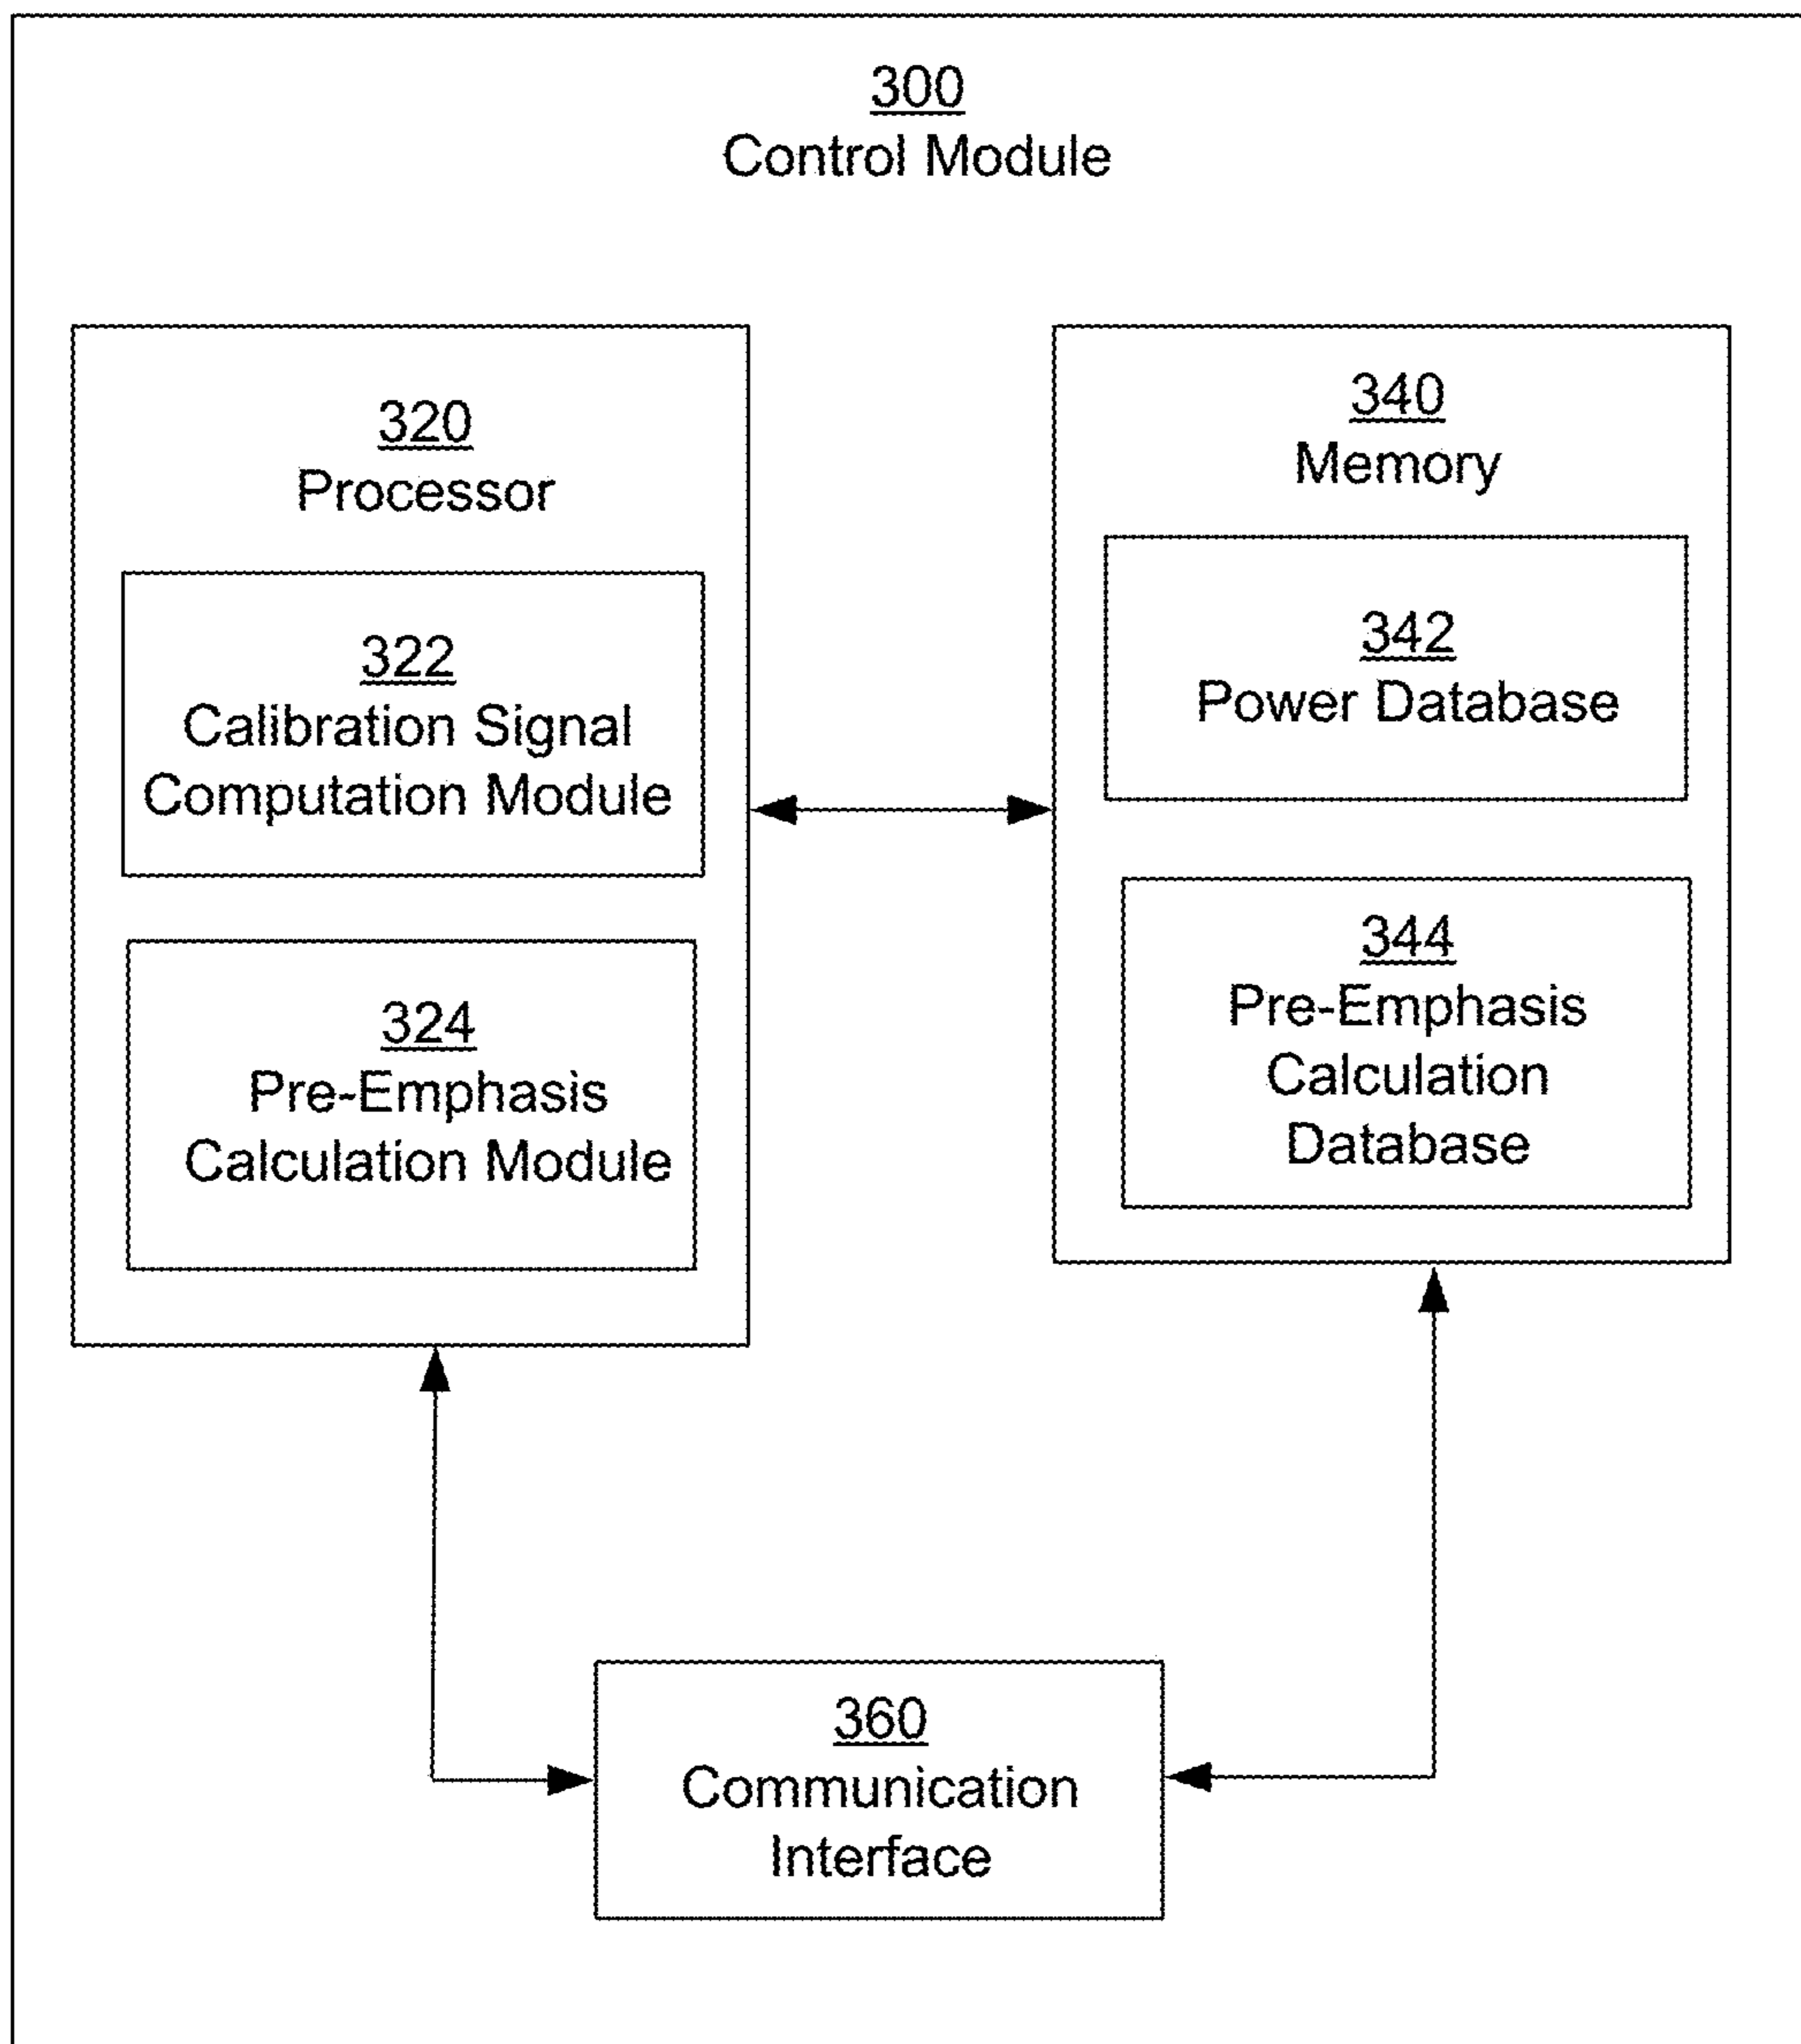 300
Control Module
320
Processor
322
Calibration Signal
Computation Module
324
Pre-Emphasis
Calculation Module
340
Memory
342
Power Database
344
Pre-Emphasis
Calculation
Database
360
Communication
Interface